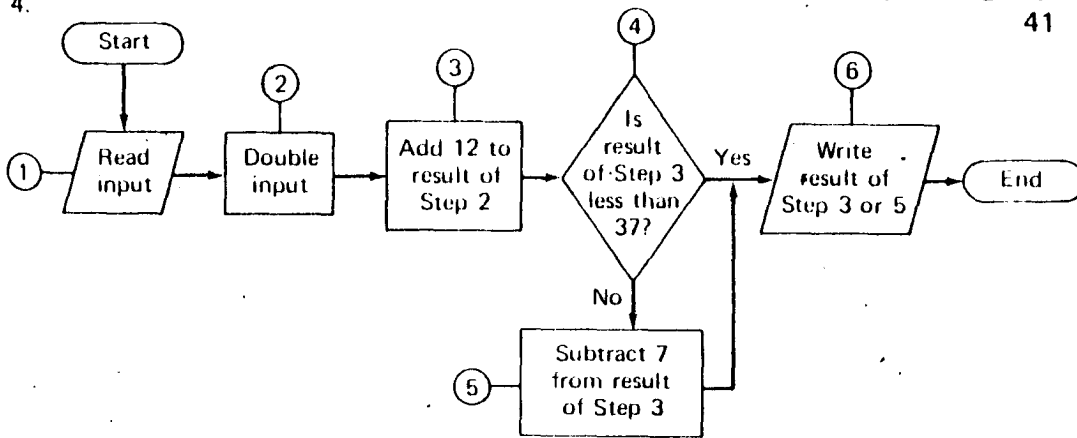 4.
41
Start
1
Read
input
2
Double
input
3
Add 12 to
result of
Step 2
4
Is
result
of Step 3
less than
37?
Yes
No
5
Subtract 7
from result
of Step 3
6
Write
result of
Step 3 or 5
End